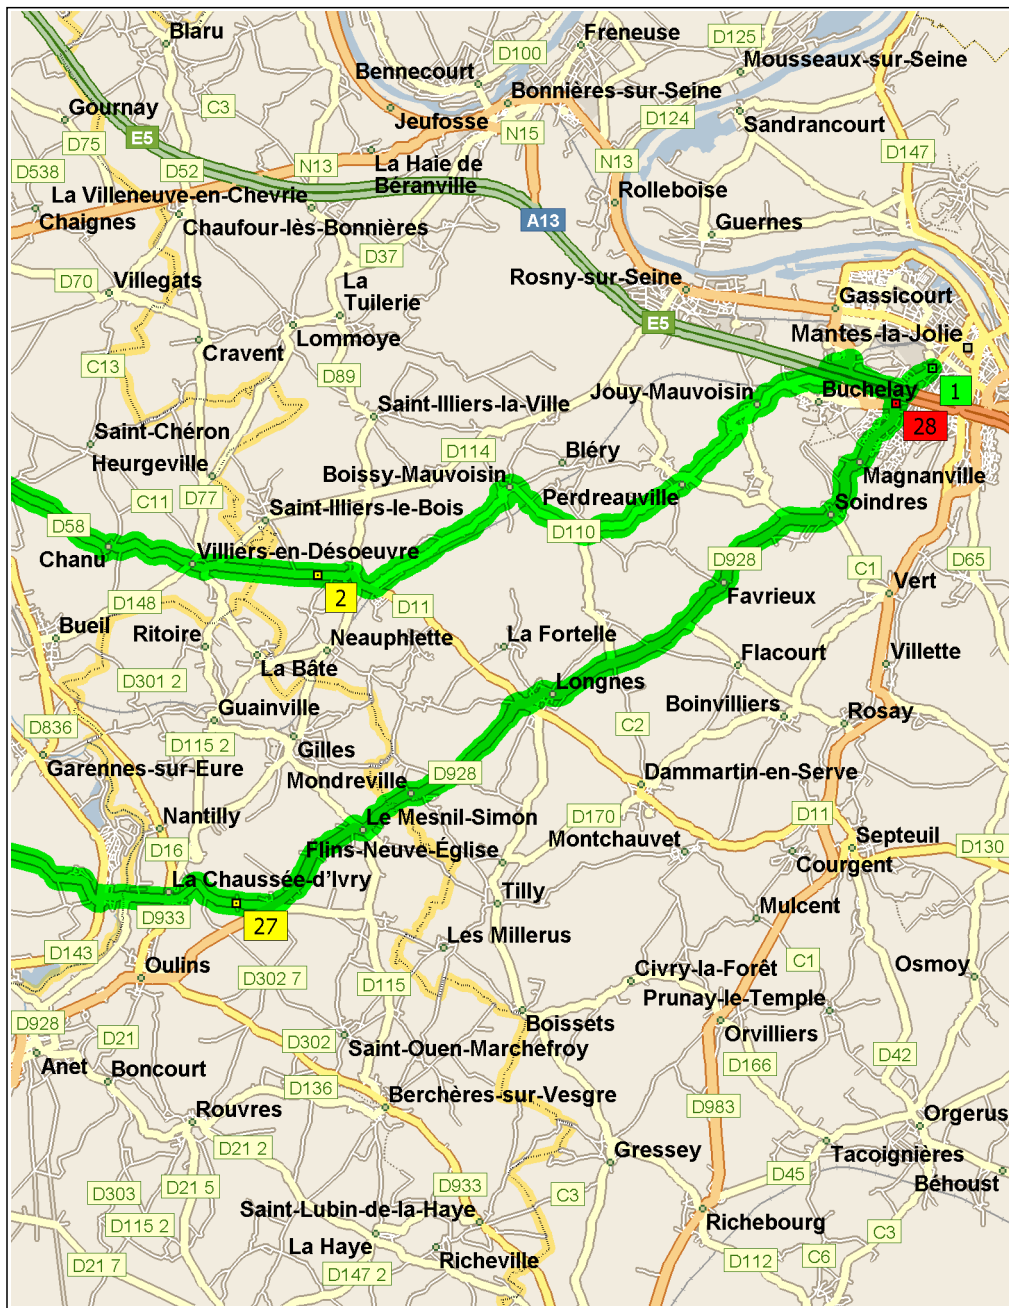 Blaru
Freneuse
D125
D100
Mousseaux-sur-Seine
Bennecourt
Bonnières-sur-Seine
C3
Gournay
Jeufosse
D124
Sandrancourt
E5
N15
D75
D147
La Haie de
Béranville
N13
N13
D538
D52
La Villeneuve-en-Chevrie
Rolleboise
Chaignes
Chaufour-lès-Bonnières
A13
Guernes
D37
D70
Villegats
La
Tuilerie
Rosny-sur-Seine
Gassicourt
E5
Lommoye
Mantes-la-Jolie
Cravent
C13
D89
Jouy-Mauvoisin
Buchelay
1
Saint-Illiers-la-Ville
28
Saint-Chéron
D114
Bléry
Heurgeville
Boissy-Mauvoisin
Magnanville
C11
D77
Perdreauville
Saint-Illiers-le-Bois
Soindres
D58
D110
Chanu
Villiers-en-Désoeuvre
D928
D65
C1
2
Favrieux
Vert
D148
D11
Bueil
Ritoire
Neauphlette
La Fortelle
La Bâte
Flacourt
Villette
D301 2
Longnes
Guainville
Boinvilliers
Rosay
D836
C2
D115 2
Gilles
Garennes-sur-Eure
Mondreville
D928
Dammartin-en-Serve
Nantilly
Le Mesnil-Simon
D170
D11
Montchauvet
Septeuil
D16
Flins-Neuve-Église
D130
Courgent
La Chaussée-d'Ivry
Tilly
D933
27
Mulcent
Les Millerus
D143
Oulins
D302 7
D115
Civry-la-Forêt
C1
Osmoy
Prunay-le-Temple
D928
Boissets
Orvilliers
D21
D302
Saint-Ouen-Marchefroy
D42
Anet
Boncourt
D166
D136
Berchères-sur-Vesgre
Rouvres
D983
Orgerus
D21 2
Gressey
Tacoignières
D45
Béhoust
D303
D21 5
D933
C3
D115 2
Saint-Lubin-de-la-Haye
Richebourg
C3
La Haye
D21 7
Richeville
D112
C6
D147 2